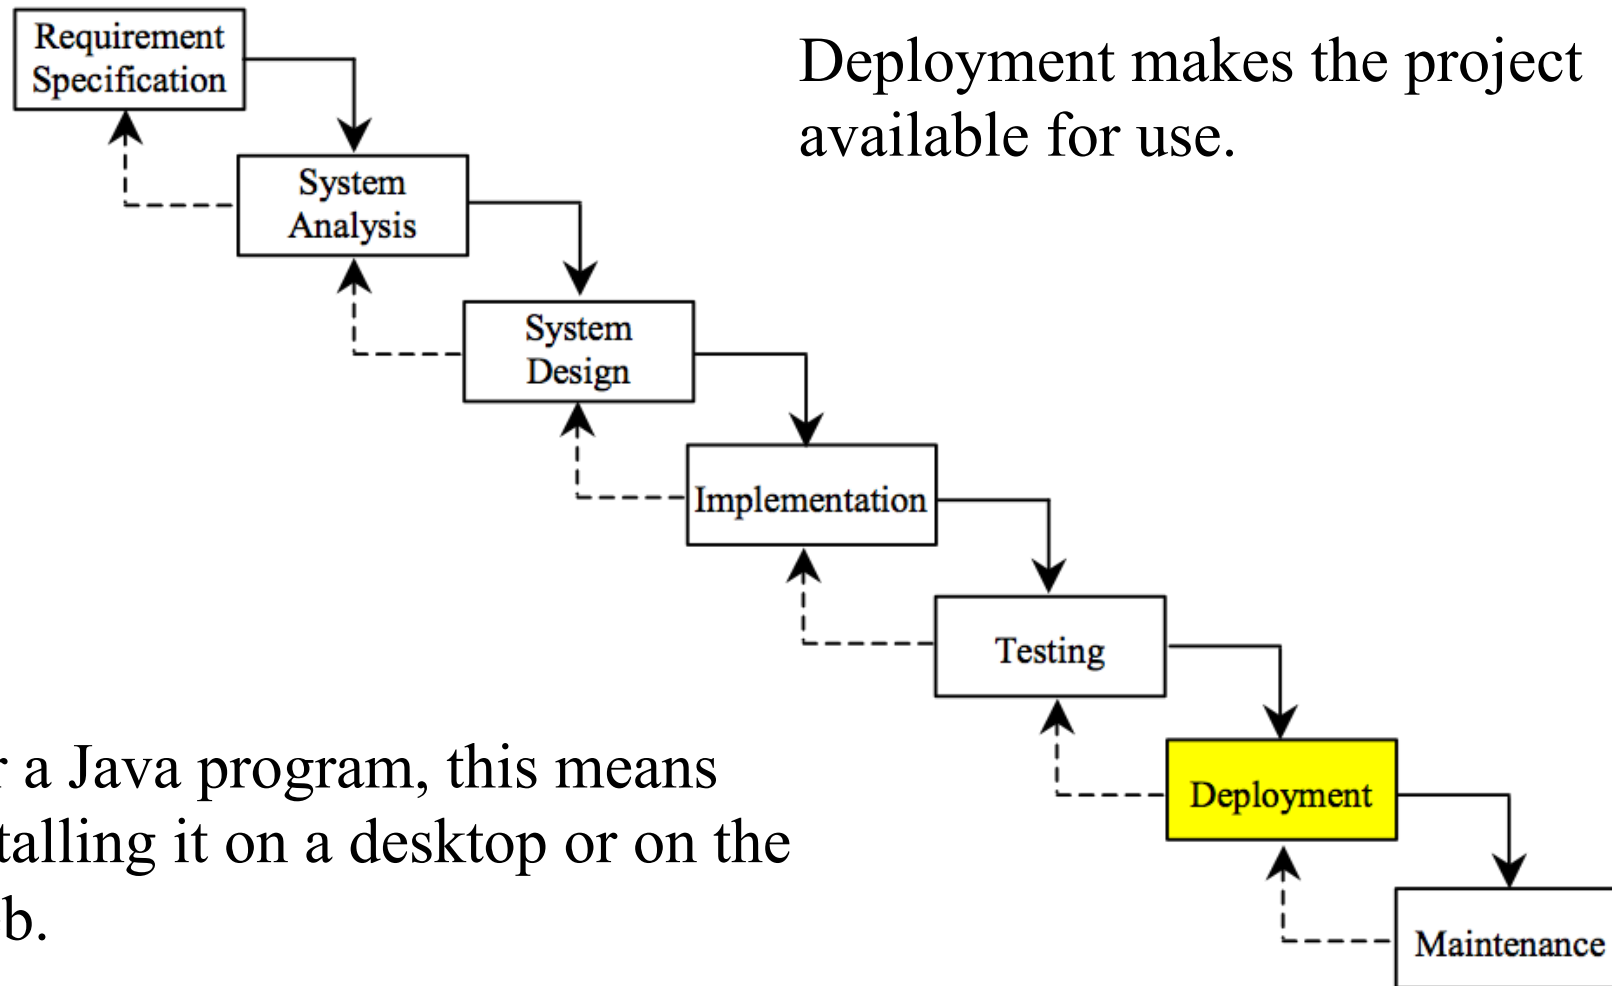 Requirement
Specification
Deployment makes the project
available for use.
System
Analysis
System
Design
Implementation
Testing
a Java program, this means
it on a desktop or on the
Deployment
Maintenance